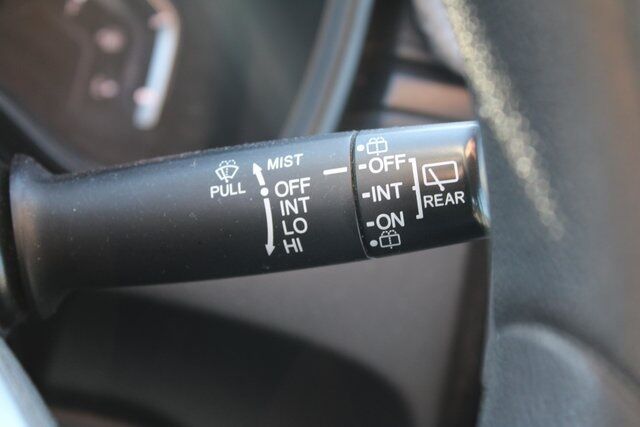 PULL
MIST
OFF
INT
LO
HI
OFF
INT
ON
REAR